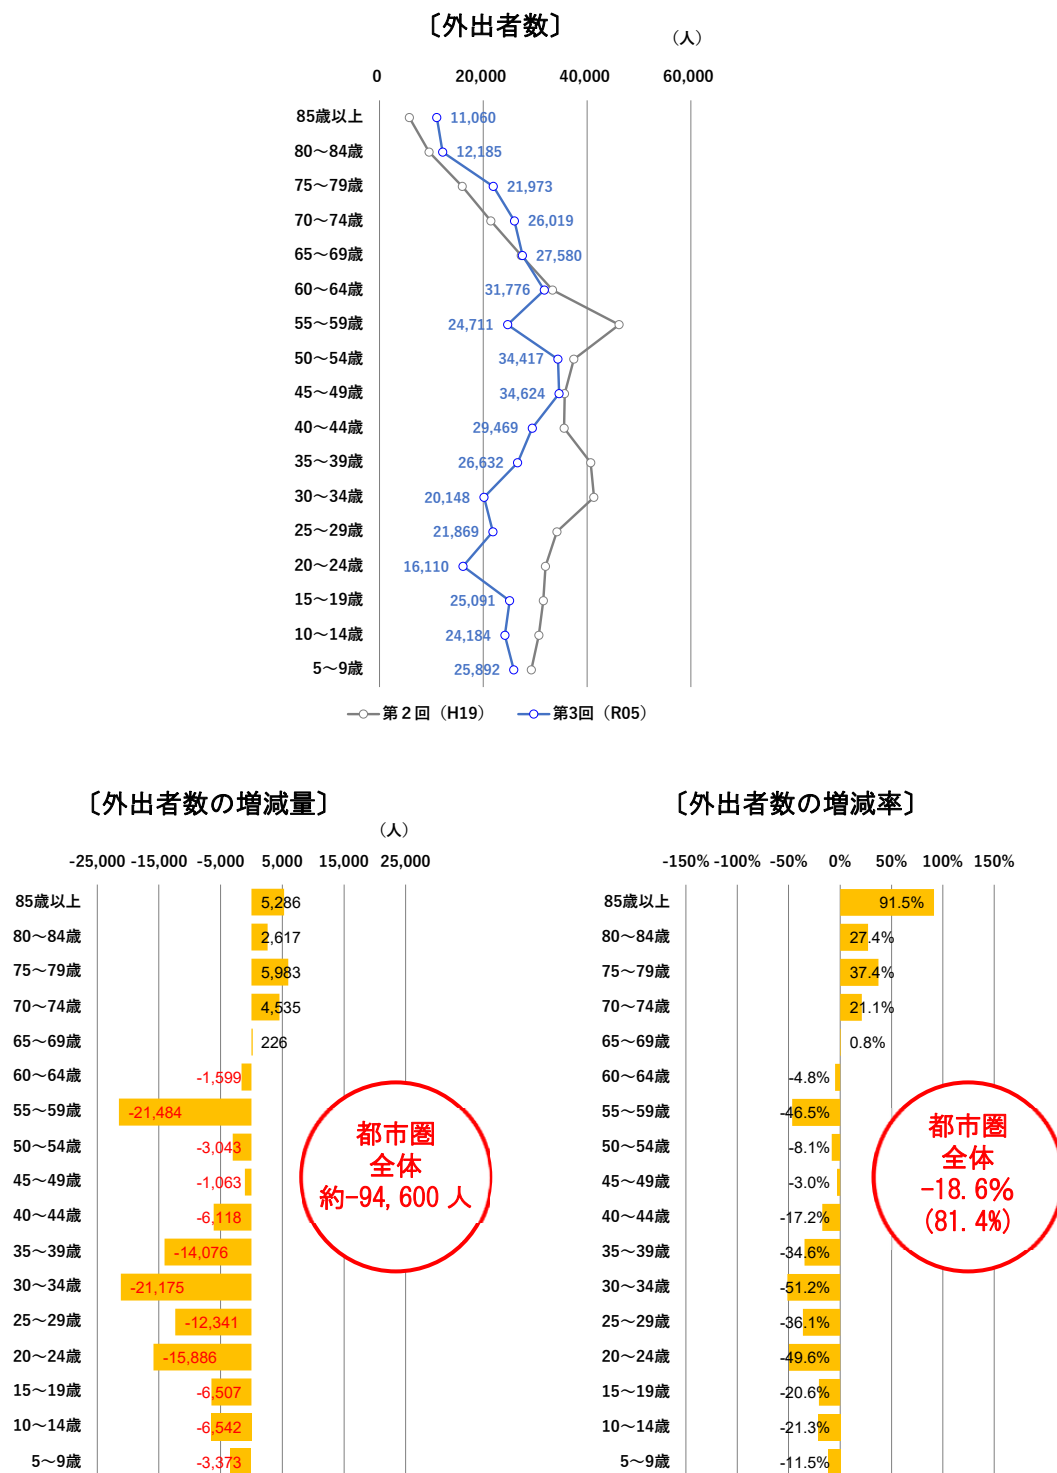 〔外出者数〕
（人）
0 20,000 40,000 60,000
85歳以上 11,060
80～84歳 12,185
75～79歳 21,973
70～74歳 26,019
65～69歳 27,580
60～64歳 31,776
55～59歳 24,711
50～54歳 34,417
45～49歳 34,624
40～44歳 29,469
35～39歳 26,632
30～34歳 20,148
25～29歳 21,869
20～24歳 16,110
15～19歳 25,091
10～14歳 24,184
5～9歳 25,892
第２回（H19） 第3回（R05）
〔外出者数の増減量〕
（人）
-25,000 -15,000 -5,000 5,000 15,000 25,000
85歳以上 5,286
80～84歳 2,617
75～79歳 5,983
70～74歳 4,535
65～69歳 226
60～64歳 -1,599
55～59歳 -21,484
50～54歳 -3,043
45～49歳 -1,063
40～44歳 -6,118
35～39歳 -14,076
30～34歳 -21,175
25～29歳 -12,341
20～24歳 -15,886
15～19歳 -6,507
10～14歳 -6,542
5～9歳 -3,373
都市圏
全体
約-94,600 人
〔外出者数の増減率〕
-150% -100% -50% 0% 50% 100% 150%
85歳以上 91.5%
80～84歳 27.4%
75～79歳 37.4%
70～74歳 21.1%
65～69歳 0.8%
60～64歳 -4.8%
55～59歳 -46.5%
50～54歳 -8.1%
45～49歳 -3.0%
40～44歳 -17.2%
35～39歳 -34.6%
30～34歳 -51.2%
25～29歳 -36.1%
20～24歳 -49.6%
15～19歳 -20.6%
10～14歳 -21.3%
5～9歳 -11.5%
都市圏
全体
-18.6%
(81.4%)